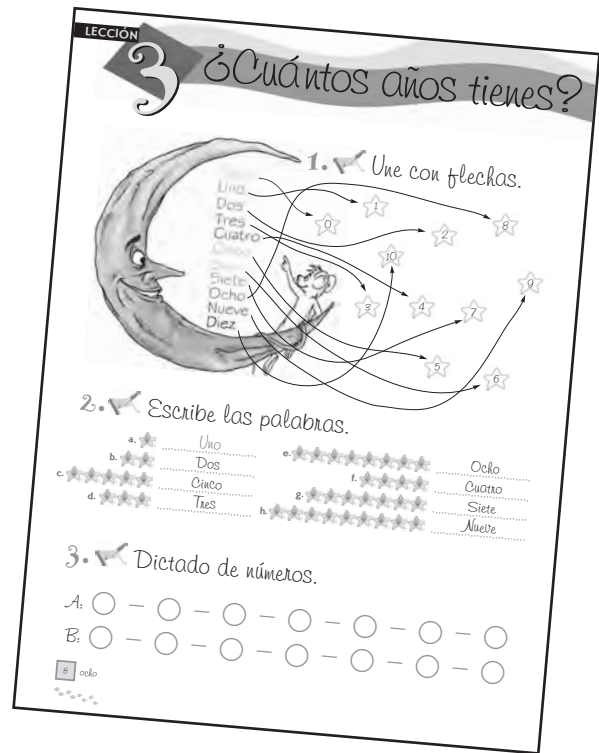 LECCIÓN
3 ¿Cuántos años tienes?
1. Une con flechas.
Uno
Dos
Tres
Cuatro
Siete
Ocho
Nueve
Diez
0
1
2
8
10
9
3
4
7
5
6
2. Escribe las palabras.
a. Uno
b. Dos
c. Cinco
d. Tres
e. Ocho
f. Cuatro
g. Siete
h. Nueve
3. Dictado de números.
A:
B:
8 ocho